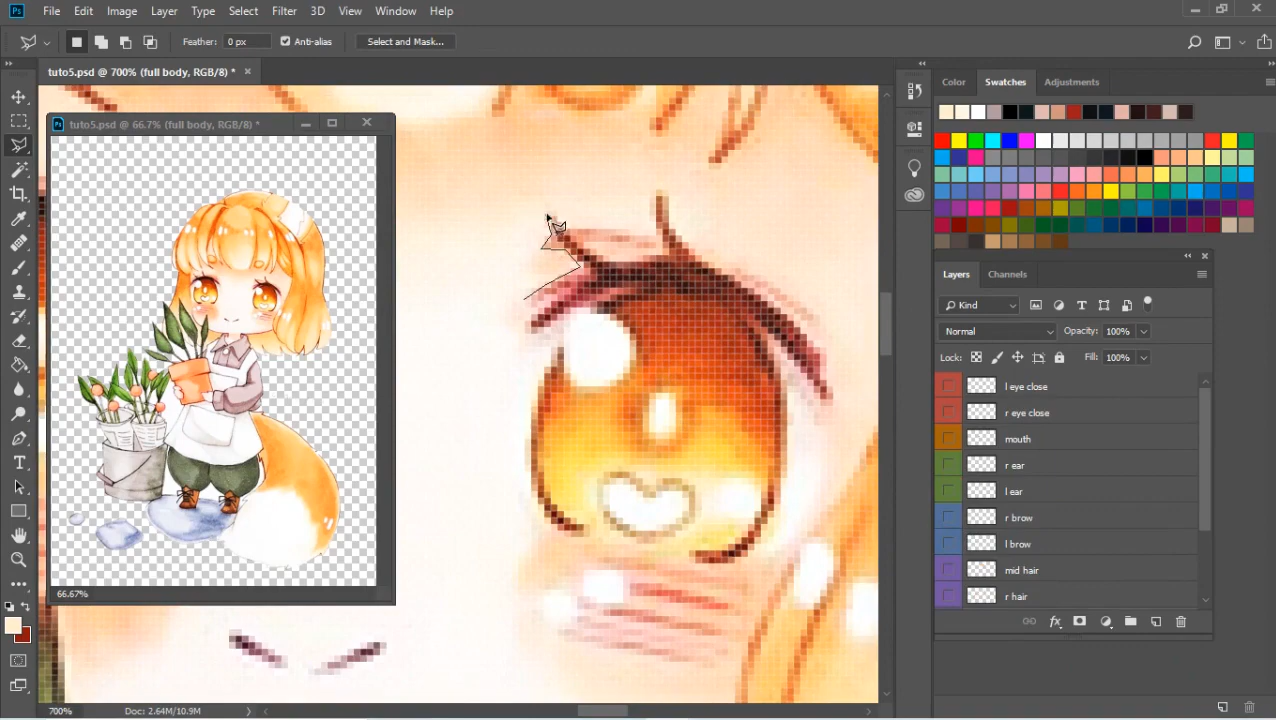 Ps File Edit Image Layer Type Select Filter 3D View Window Help
Feather: 0 px Anti-alias Select and Mask...
tuto5.psd @ 700% (full body, RGB/8) *
Color Swatches Adjustments
Ps tuto5.psd @ 66.7% (full body, RGB/8) *
Layers Channels
Kind
Normal Opacity: 100%
Lock: Fill: 100%
l eye close
r eye close
mouth
r ear
l ear
r brow
l brow
mid hair
r hair
fx
66.67%
700% Doc: 2.64M/10.9M